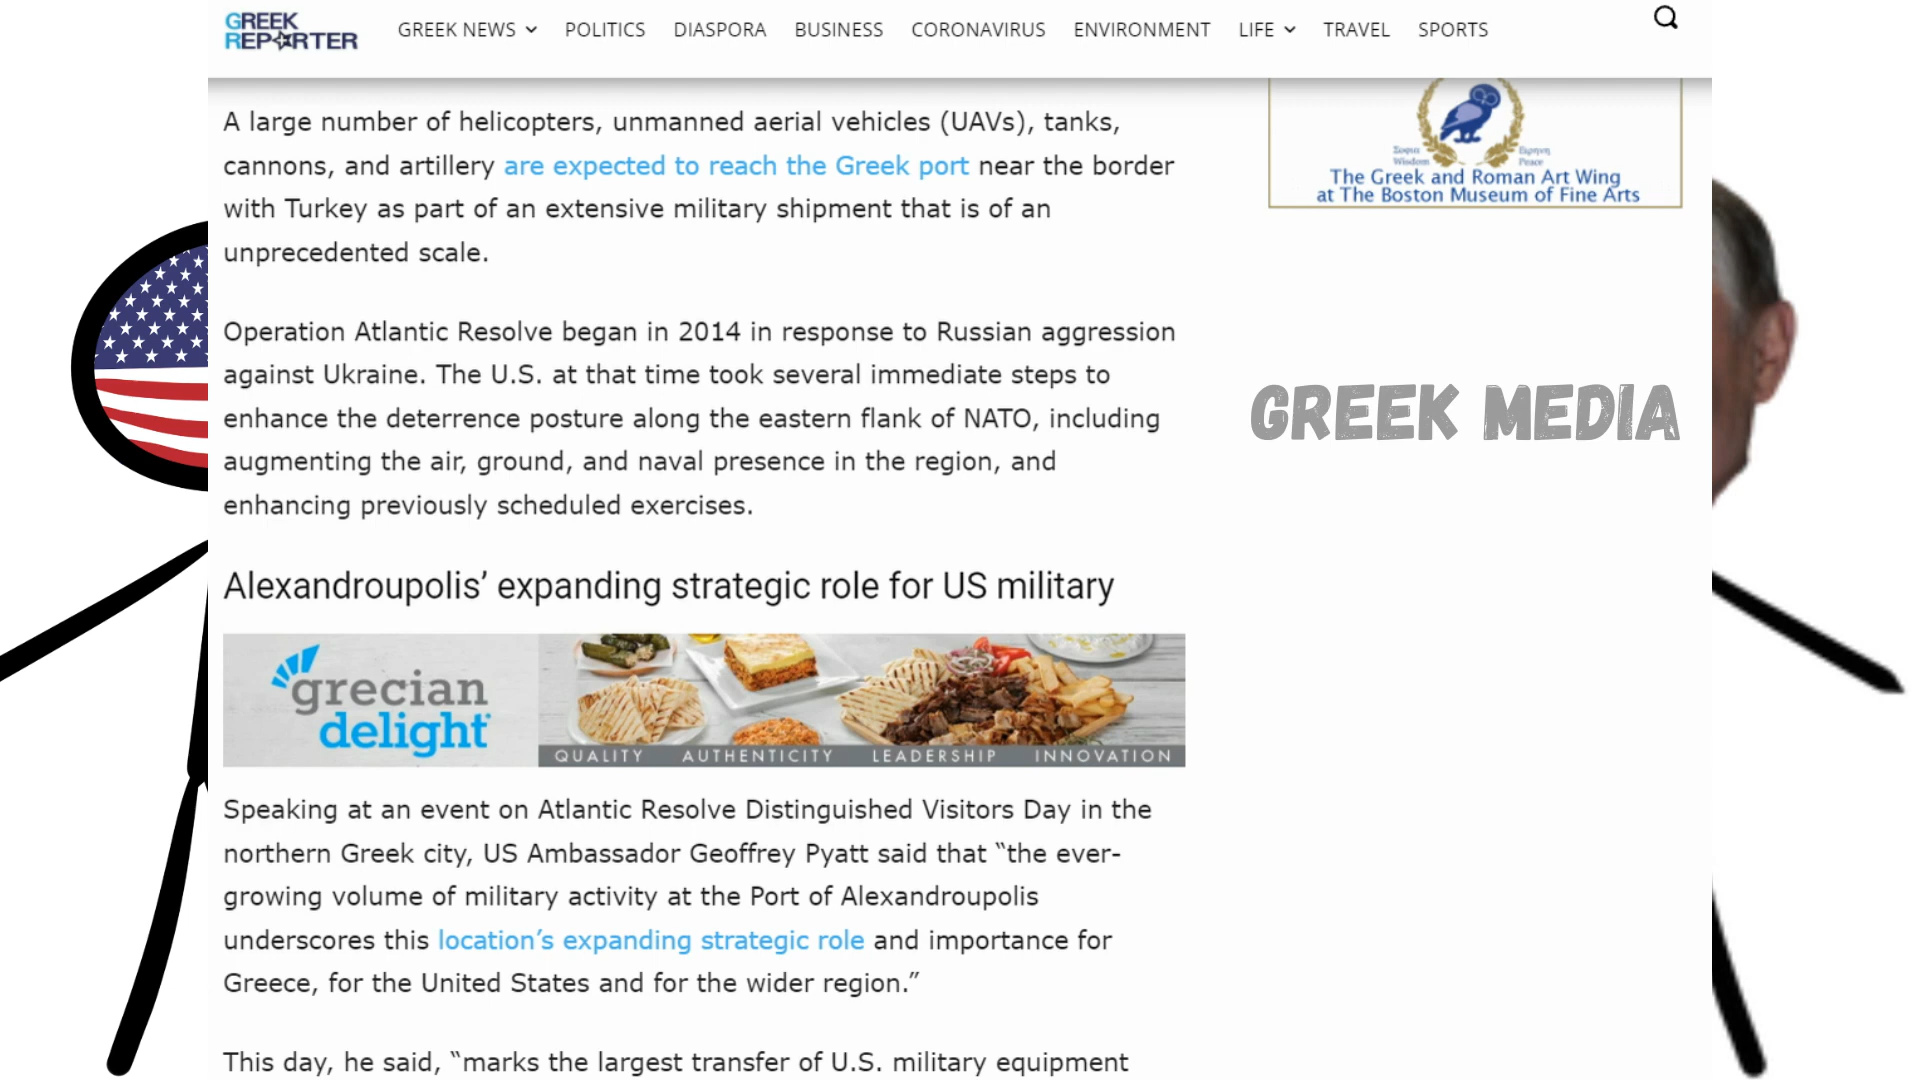 GREEK
REPORTER
GREEK NEWS POLITICS DIASPORA BUSINESS CORONAVIRUS ENVIRONMENT LIFE TRAVEL SPORTS
A large number of helicopters, unmanned aerial vehicles (UAVs), tanks,
cannons, and artillery are expected to reach the Greek port near the border
with Turkey as part of an extensive military shipment that is of an
unprecedented scale.
Σοφια Ειρηνη
Wisdom Peace
The Greek and Roman Art Wing
at The Boston Museum of Fine Arts
Operation Atlantic Resolve began in 2014 in response to Russian aggression
against Ukraine. The U.S. at that time took several immediate steps to
enhance the deterrence posture along the eastern flank of NATO, including
augmenting the air, ground, and naval presence in the region, and
enhancing previously scheduled exercises.
GREEK MEDIA
Alexandroupolis’ expanding strategic role for US military
grecian
delight
QUALITY AUTHENTICITY LEADERSHIP INNOVATION
Speaking at an event on Atlantic Resolve Distinguished Visitors Day in the
northern Greek city, US Ambassador Geoffrey Pyatt said that “the ever-
growing volume of military activity at the Port of Alexandroupolis
underscores this location’s expanding strategic role and importance for
Greece, for the United States and for the wider region.”
This day, he said, “marks the largest transfer of U.S. military equipment